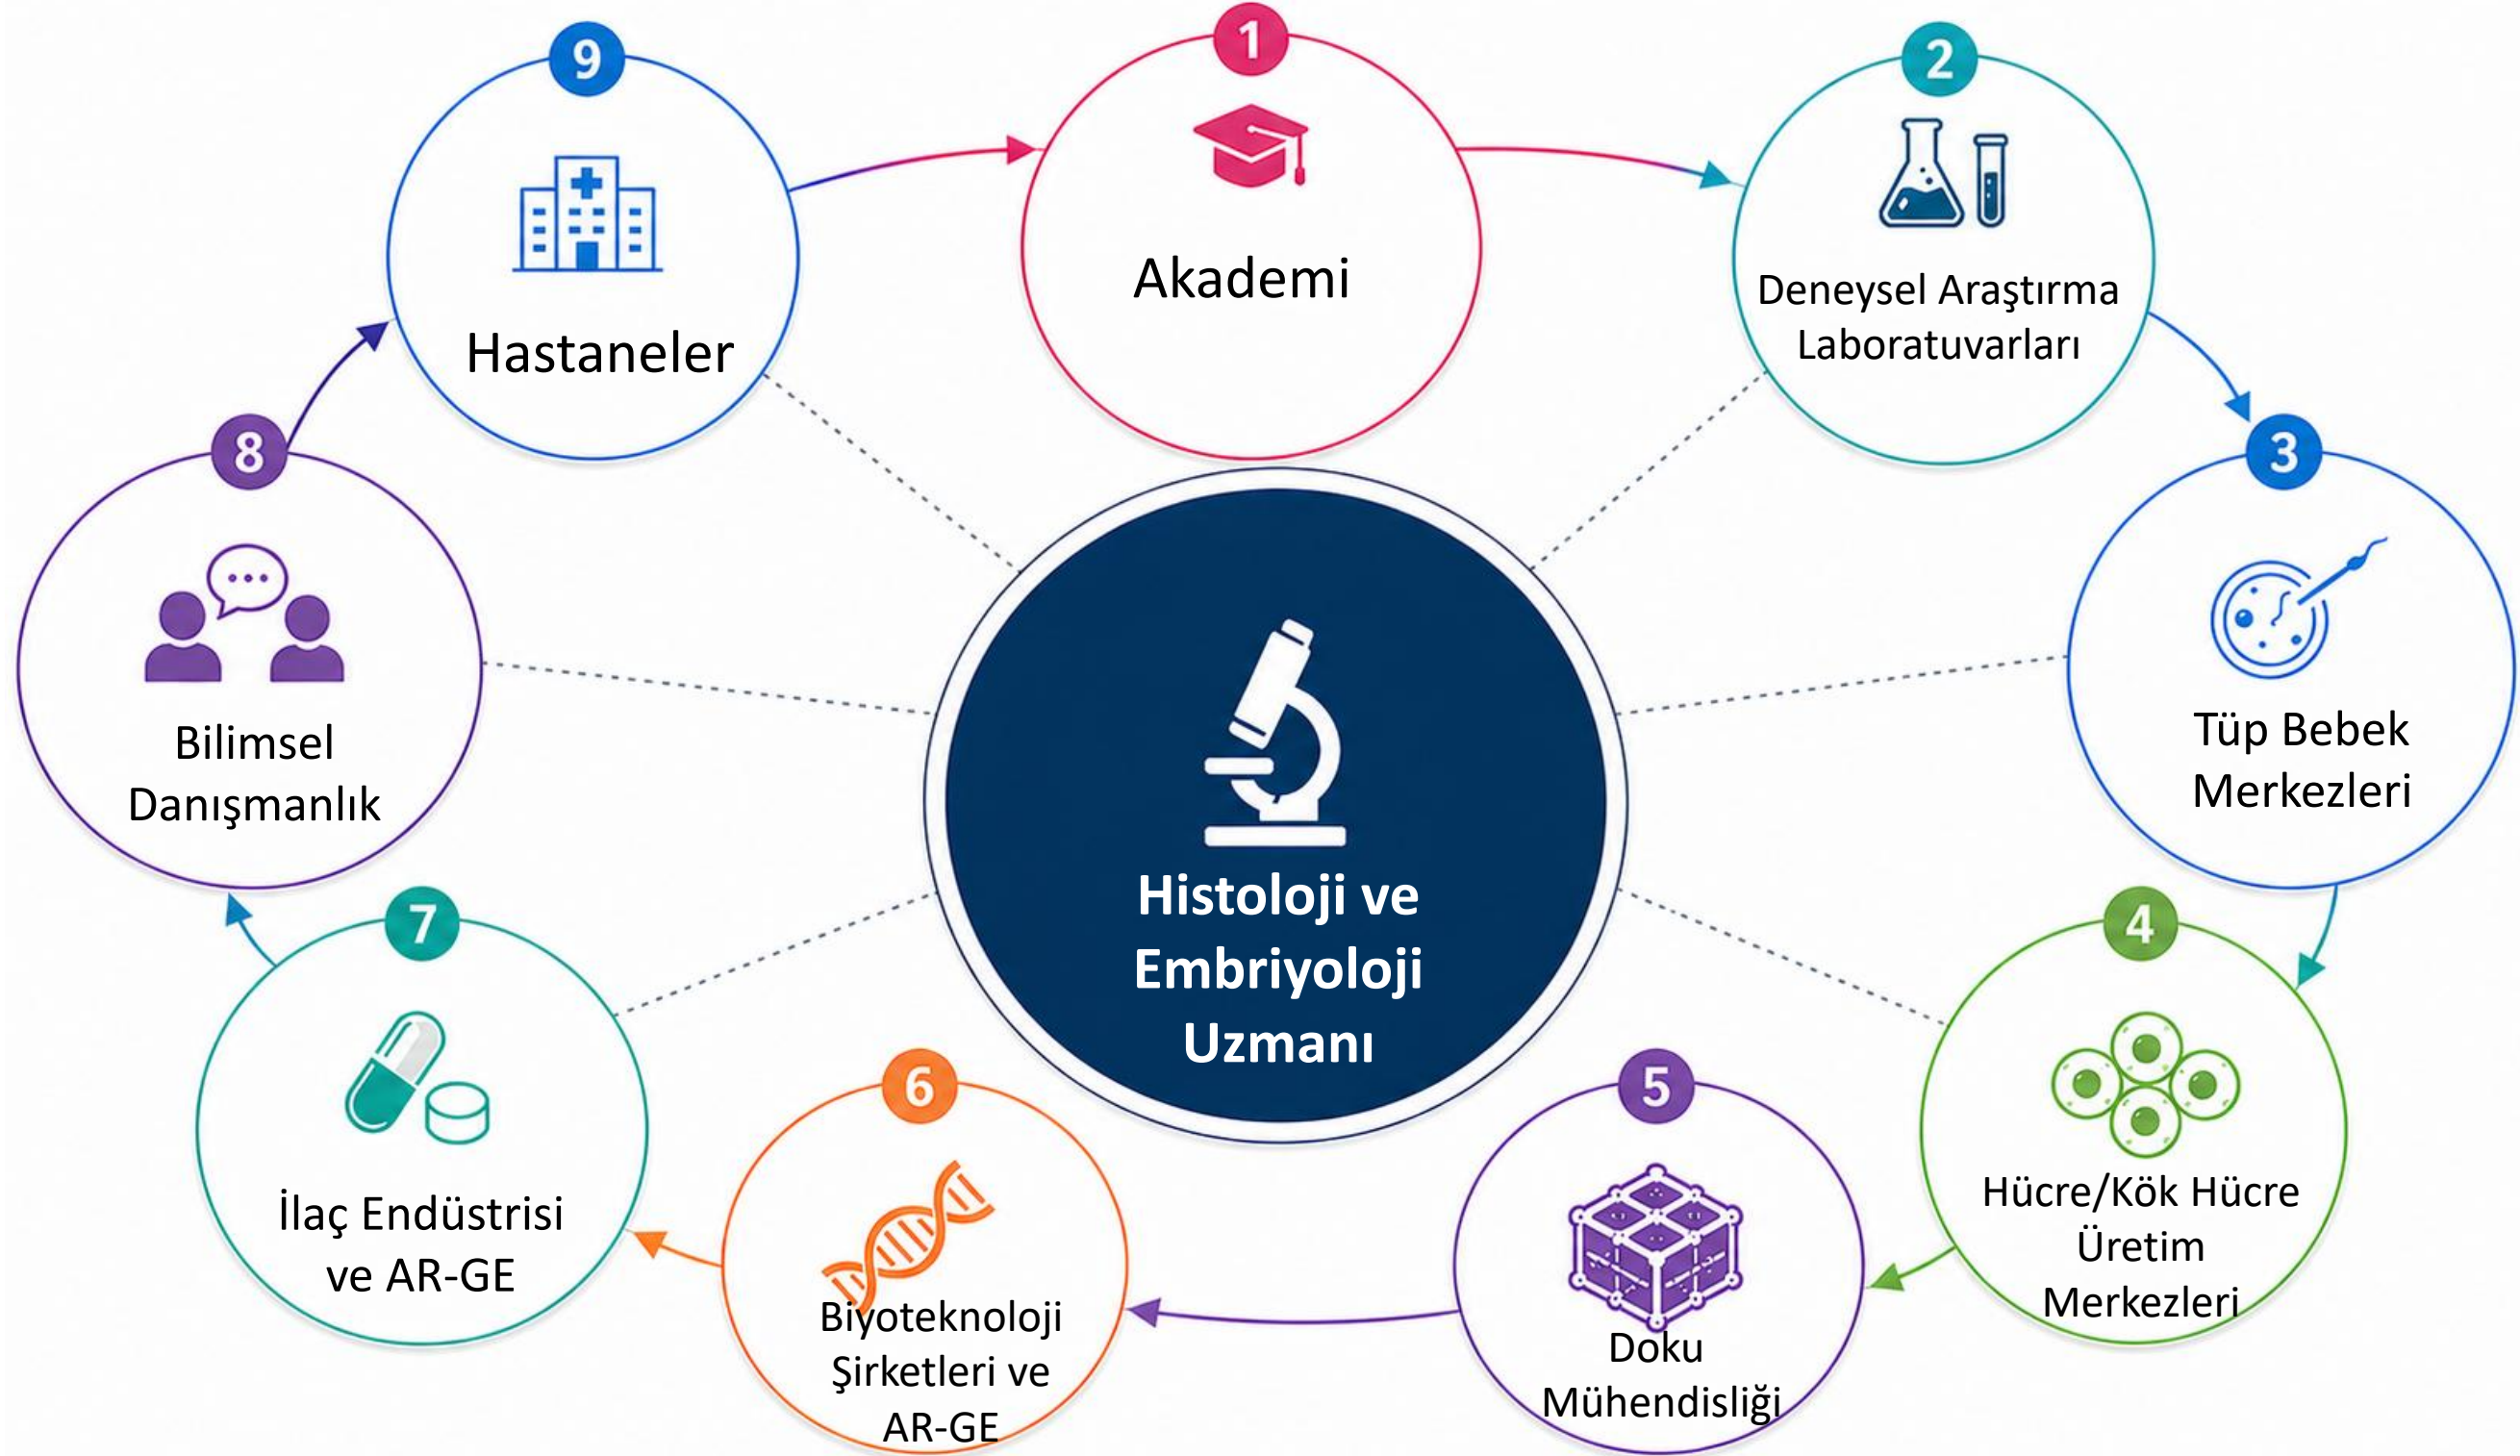 1
Akademi
2
Deneysel Araştırma
Laboratuvarları
3
Tüp Bebek
Merkezleri
4
Hücre/Kök Hücre
Üretim
Merkezleri
5
Doku
Mühendisliği
6
Biyoteknoloji
Şirketleri ve
AR-GE
7
İlaç Endüstrisi
ve AR-GE
8
Bilimsel
Danışmanlık
9
Hastaneler
Histoloji ve
Embriyoloji
Uzmanı